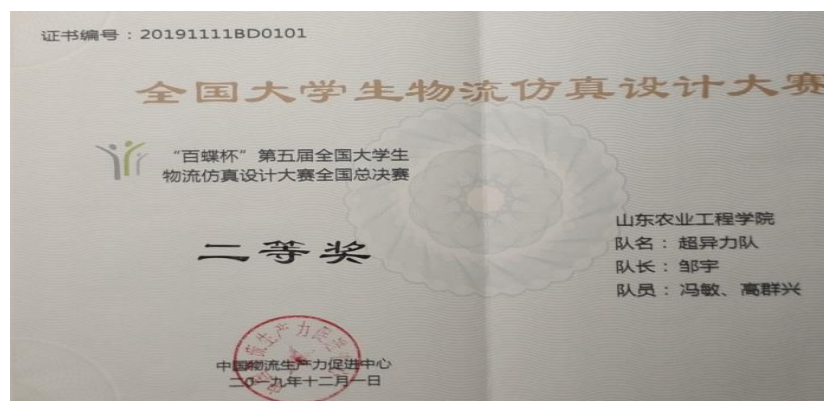 证书编号：20191111BD0101
全国大学生物流仿真设计大赛
“百蝶杯”第五届全国大学生
物流仿真设计大赛全国总决赛
二等奖
山东农业工程学院
队名：超异力队
队长：邹宇
队员：冯敏、高群兴
中国物流生产力促进中心
二〇一九年十二月一日